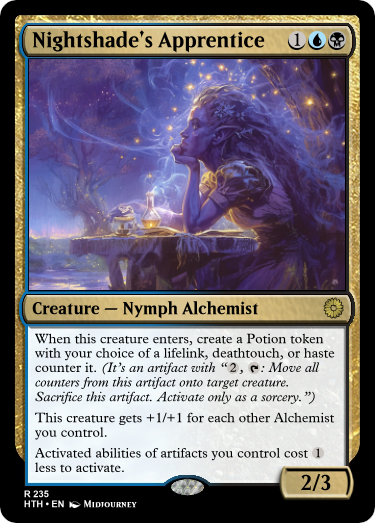 Nightshade's Apprentice 1
Creature — Nymph Alchemist
When this creature enters, create a Potion token
with your choice of a lifelink, deathtouch, or haste
counter it. (It's an artifact with "2, : Move all
counters from this artifact onto target creature.
Sacrifice this artifact. Activate only as a sorcery.")
This creature gets +1/+1 for each other Alchemist
you control.
Activated abilities of artifacts you control cost 1
less to activate.
2/3
R 235
HTH • EN Midjourney